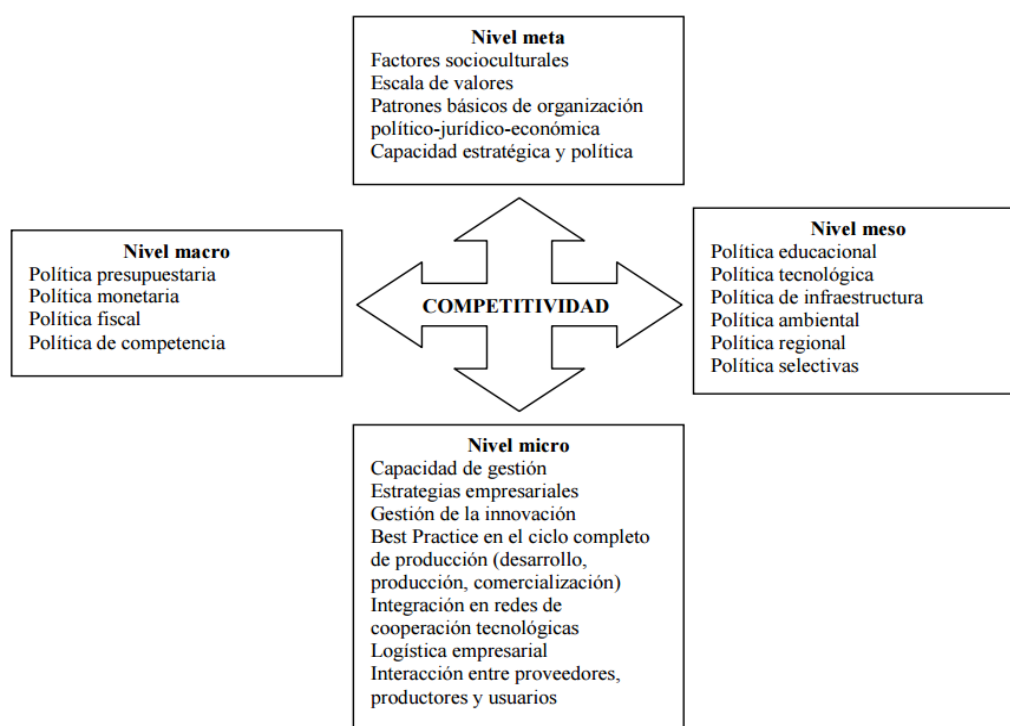 Nivel meta
Factores socioculturales
Escala de valores
Patrones básicos de organización
político-jurídico-económica
Capacidad estratégica y política
Nivel macro
Política presupuestaria
Política monetaria
Política fiscal
Política de competencia
COMPETITIVIDAD
Nivel meso
Política educacional
Política tecnológica
Política de infraestructura
Política ambiental
Política regional
Política selectivas
Nivel micro
Capacidad de gestión
Estrategias empresariales
Gestión de la innovación
Best Practice en el ciclo completo
de producción (desarrollo,
producción, comercialización)
Integración en redes de
cooperación tecnológicas
Logística empresarial
Interacción entre proveedores,
productores y usuarios